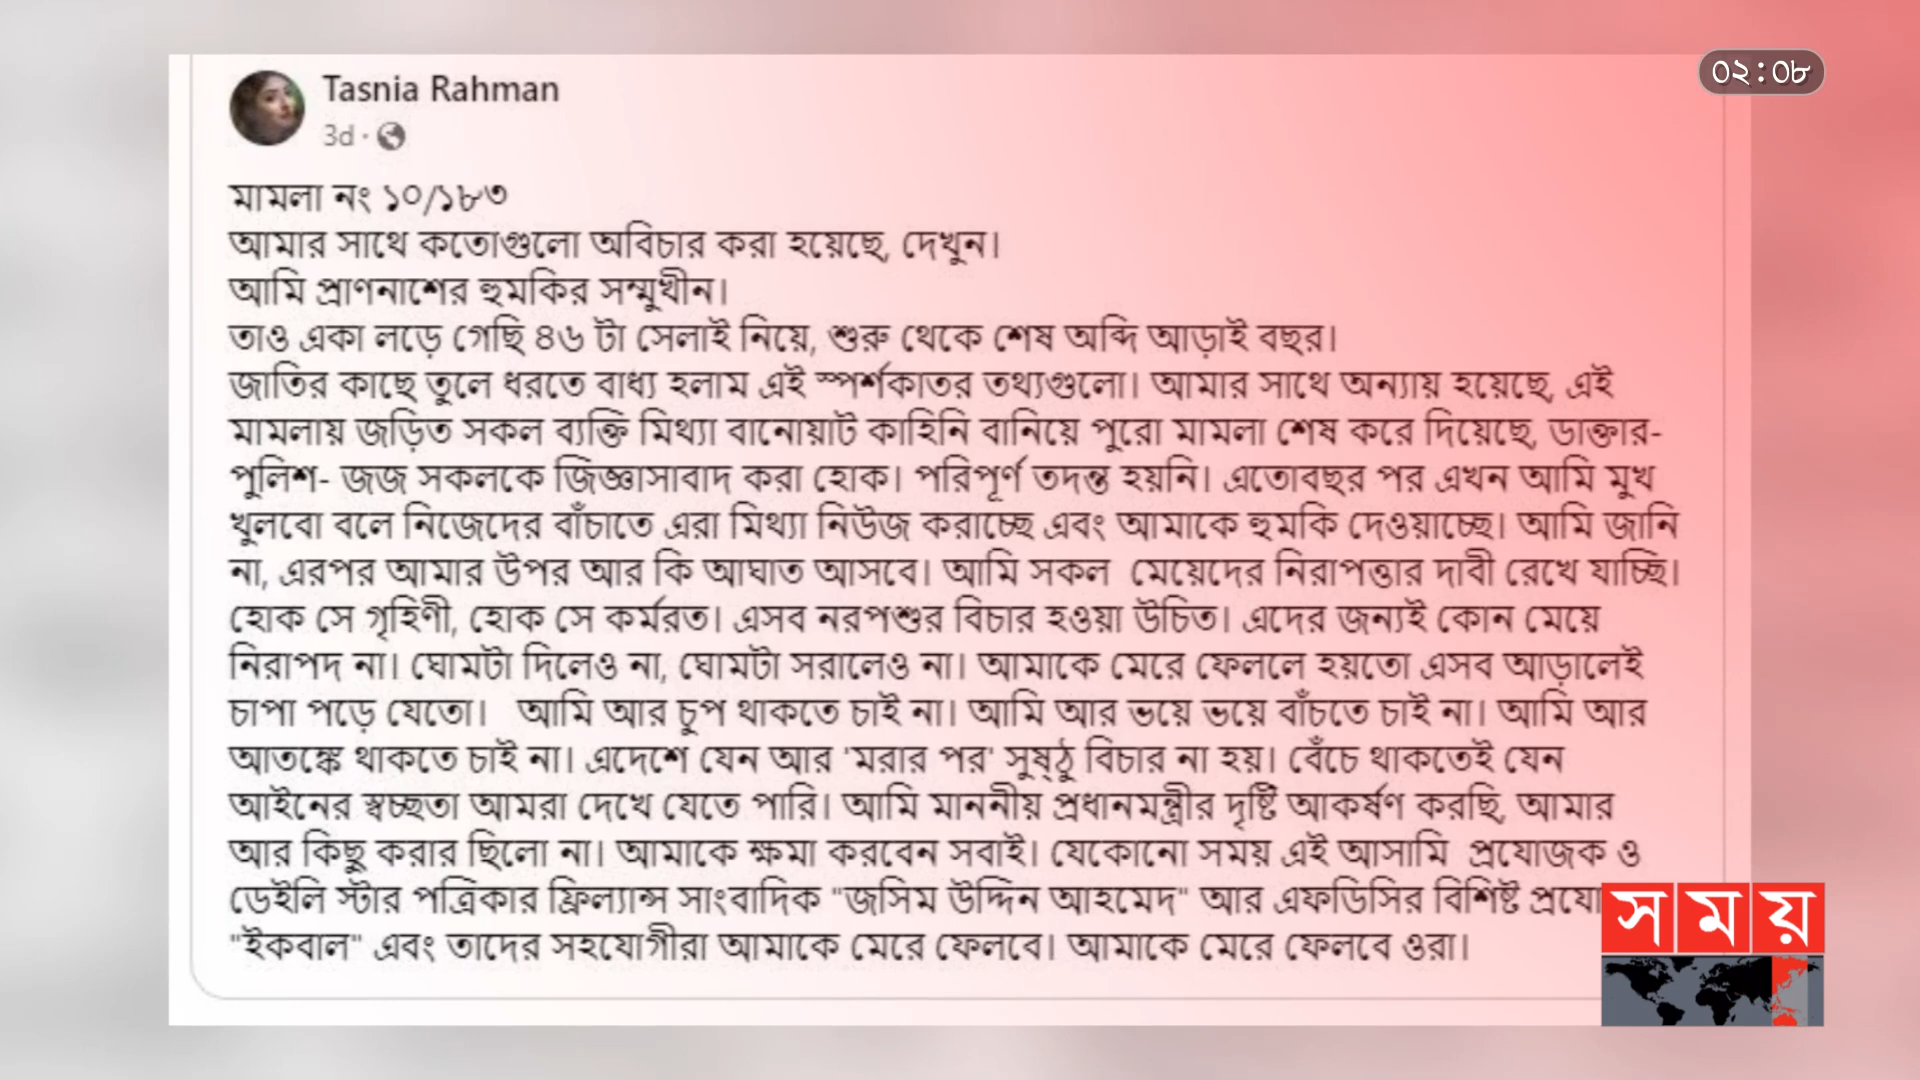 Tasnia Rahman
০২:০৮
3d ·
মামলা নং ১০/১৮৩
আমার সাথে কতোগুলো অবিচার করা হয়েছে, দেখুন।
আমি প্রাণনাশের হুমকির সম্মুখীন।
তাও একা লড়ে গেছি ৪৬ টা সেলাই নিয়ে, শুরু থেকে শেষ অব্দি আড়াই বছর।
জাতির কাছে তুলে ধরতে বাধ্য হলাম এই স্পর্শকাতর তথ্যগুলো। আমার সাথে অন্যায় হয়েছে, এই
মামলায় জড়িত সকল ব্যক্তি মিথ্যা বানোয়াট কাহিনি বানিয়ে পুরো মামলা শেষ করে দিয়েছে, ডাক্তার-
পুলিশ- জজ সকলকে জিজ্ঞাসাবাদ করা হোক। পরিপূর্ণ তদন্ত হয়নি। এতোবছর পর এখন আমি মুখ
খুলবো বলে নিজেদের বাঁচাতে এরা মিথ্যা নিউজ করাচ্ছে এবং আমাকে হুমকি দেওয়াচ্ছে। আমি জানি
না, এরপর আমার উপর আর কি আঘাত আসবে। আমি সকল মেয়েদের নিরাপত্তার দাবী রেখে যাচ্ছি।
হোক সে গৃহিণী, হোক সে কর্মরত। এসব নরপশুর বিচার হওয়া উচিত। এদের জন্যই কোন মেয়ে
নিরাপদ না। ঘোমটা দিলেও না, ঘোমটা সরালেও না। আমাকে মেরে ফেললে হয়তো এসব আড়ালেই
চাপা পড়ে যেতো। আমি আর চুপ থাকতে চাই না। আমি আর ভয়ে ভয়ে বাঁচতে চাই না। আমি আর
আতঙ্কে থাকতে চাই না। এদেশে যেন আর 'মরার পর' সুষ্ঠু বিচার না হয়। বেঁচে থাকতেই যেন
আইনের স্বচ্ছতা আমরা দেখে যেতে পারি। আমি মাননীয় প্রধানমন্ত্রীর দৃষ্টি আকর্ষণ করছি, আমার
আর কিছু করার ছিলো না। আমাকে ক্ষমা করবেন সবাই। যেকোনো সময় এই আসামি প্রযোজক ও
ডেইলি স্টার পত্রিকার ফ্রিল্যান্স সাংবাদিক "জসিম উদ্দিন আহমেদ" আর এফডিসির বিশিষ্ট প্রযো
"ইকবাল" এবং তাদের সহযোগীরা আমাকে মেরে ফেলবে। আমাকে মেরে ফেলবে ওরা।
সময়